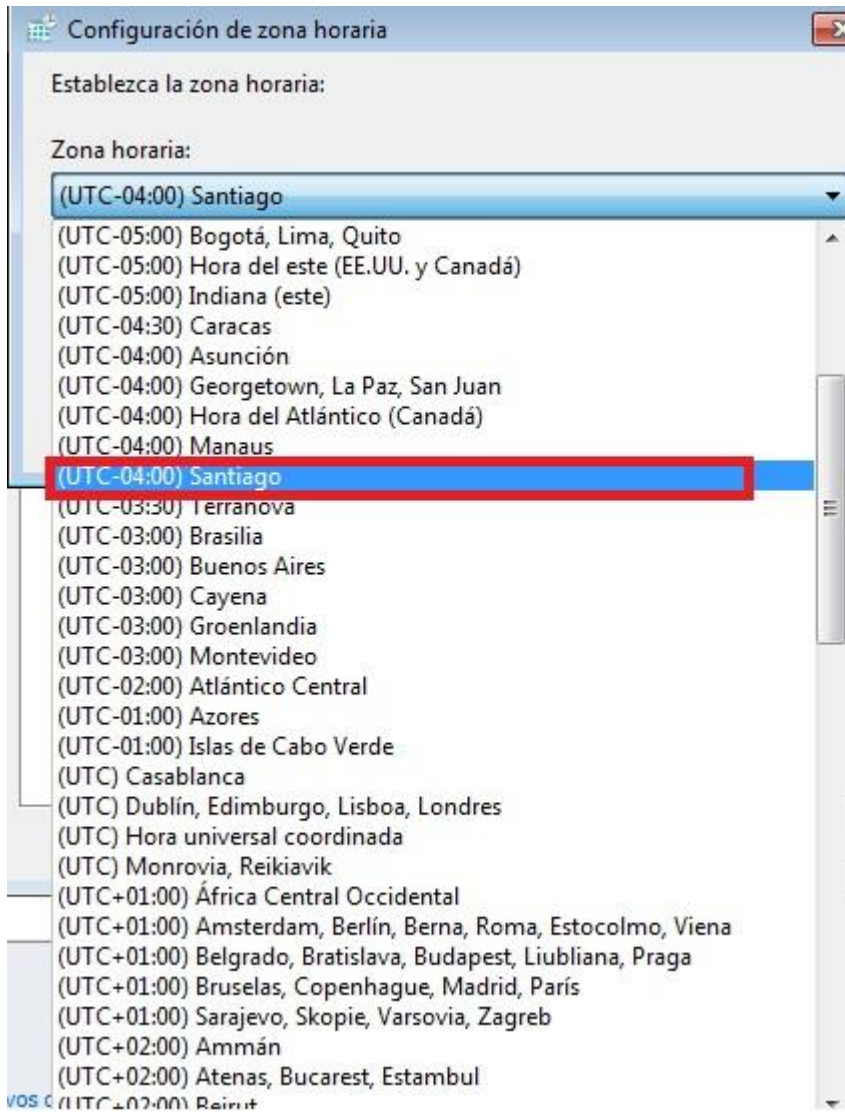 Configuración de zona horaria
Establezca la zona horaria:
Zona horaria:
(UTC-04:00) Santiago
(UTC-05:00) Bogotá, Lima, Quito
(UTC-05:00) Hora del este (EE.UU. y Canadá)
(UTC-05:00) Indiana (este)
(UTC-04:30) Caracas
(UTC-04:00) Asunción
(UTC-04:00) Georgetown, La Paz, San Juan
(UTC-04:00) Hora del Atlántico (Canadá)
(UTC-04:00) Manaus
(UTC-04:00) Santiago
(UTC-03:30) Terranova
(UTC-03:00) Brasilia
(UTC-03:00) Buenos Aires
(UTC-03:00) Cayena
(UTC-03:00) Groenlandia
(UTC-03:00) Montevideo
(UTC-02:00) Atlántico Central
(UTC-01:00) Azores
(UTC-01:00) Islas de Cabo Verde
(UTC) Casablanca
(UTC) Dublín, Edimburgo, Lisboa, Londres
(UTC) Hora universal coordinada
(UTC) Monrovia, Reikiavik
(UTC+01:00) África Central Occidental
(UTC+01:00) Amsterdam, Berlín, Berna, Roma, Estocolmo, Viena
(UTC+01:00) Belgrado, Bratislava, Budapest, Liubliana, Praga
(UTC+01:00) Bruselas, Copenhague, Madrid, París
(UTC+01:00) Sarajevo, Skopie, Varsovia, Zagreb
(UTC+02:00) Ammán
(UTC+02:00) Atenas, Bucarest, Estambul
(UTC+02:00) Beirut